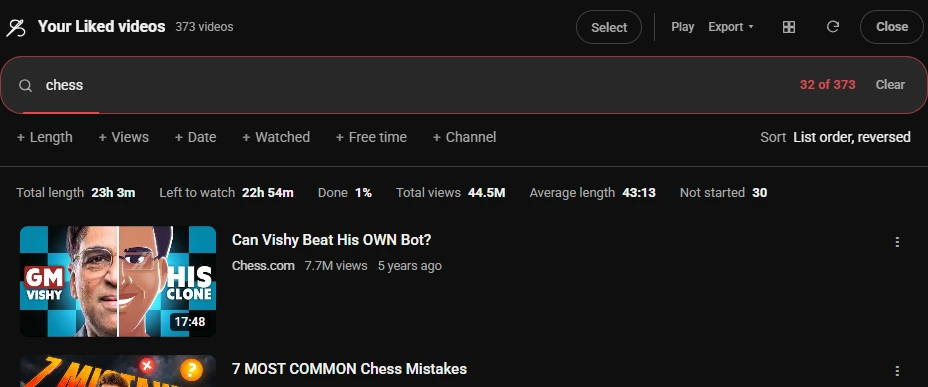 Your Liked videos 373 videos Select Play Export Close
chess 32 of 373 Clear
+ Length + Views + Date + Watched + Free time + Channel Sort List order, reversed
Total length 23h 3m Left to watch 22h 54m Done 1% Total views 44.5M Average length 43:13 Not started 30
Can Vishy Beat His OWN Bot?
Chess.com 7.7M views 5 years ago
GM
VISHY
HIS
CLONE
17:48
7 MOST COMMON Chess Mistakes